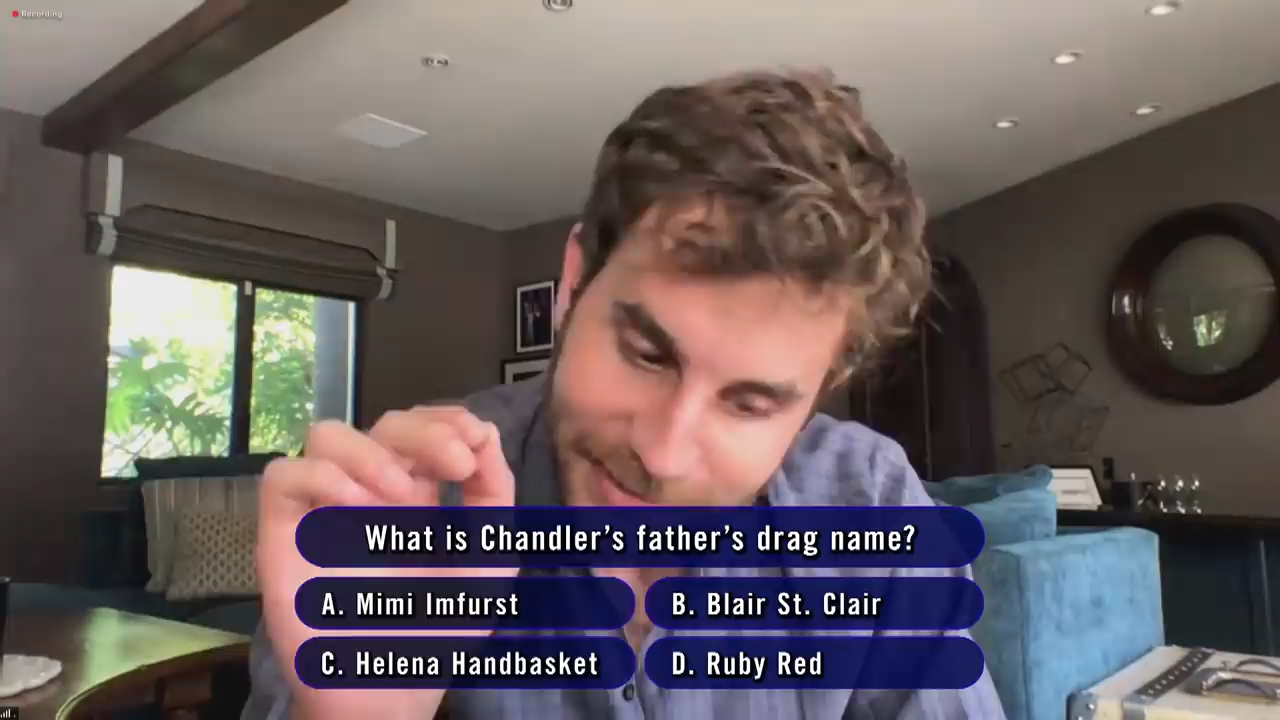 Recording
What is Chandler’s father’s drag name?
A. Mimi Imfurst
B. Blair St. Clair
C. Helena Handbasket
D. Ruby Red